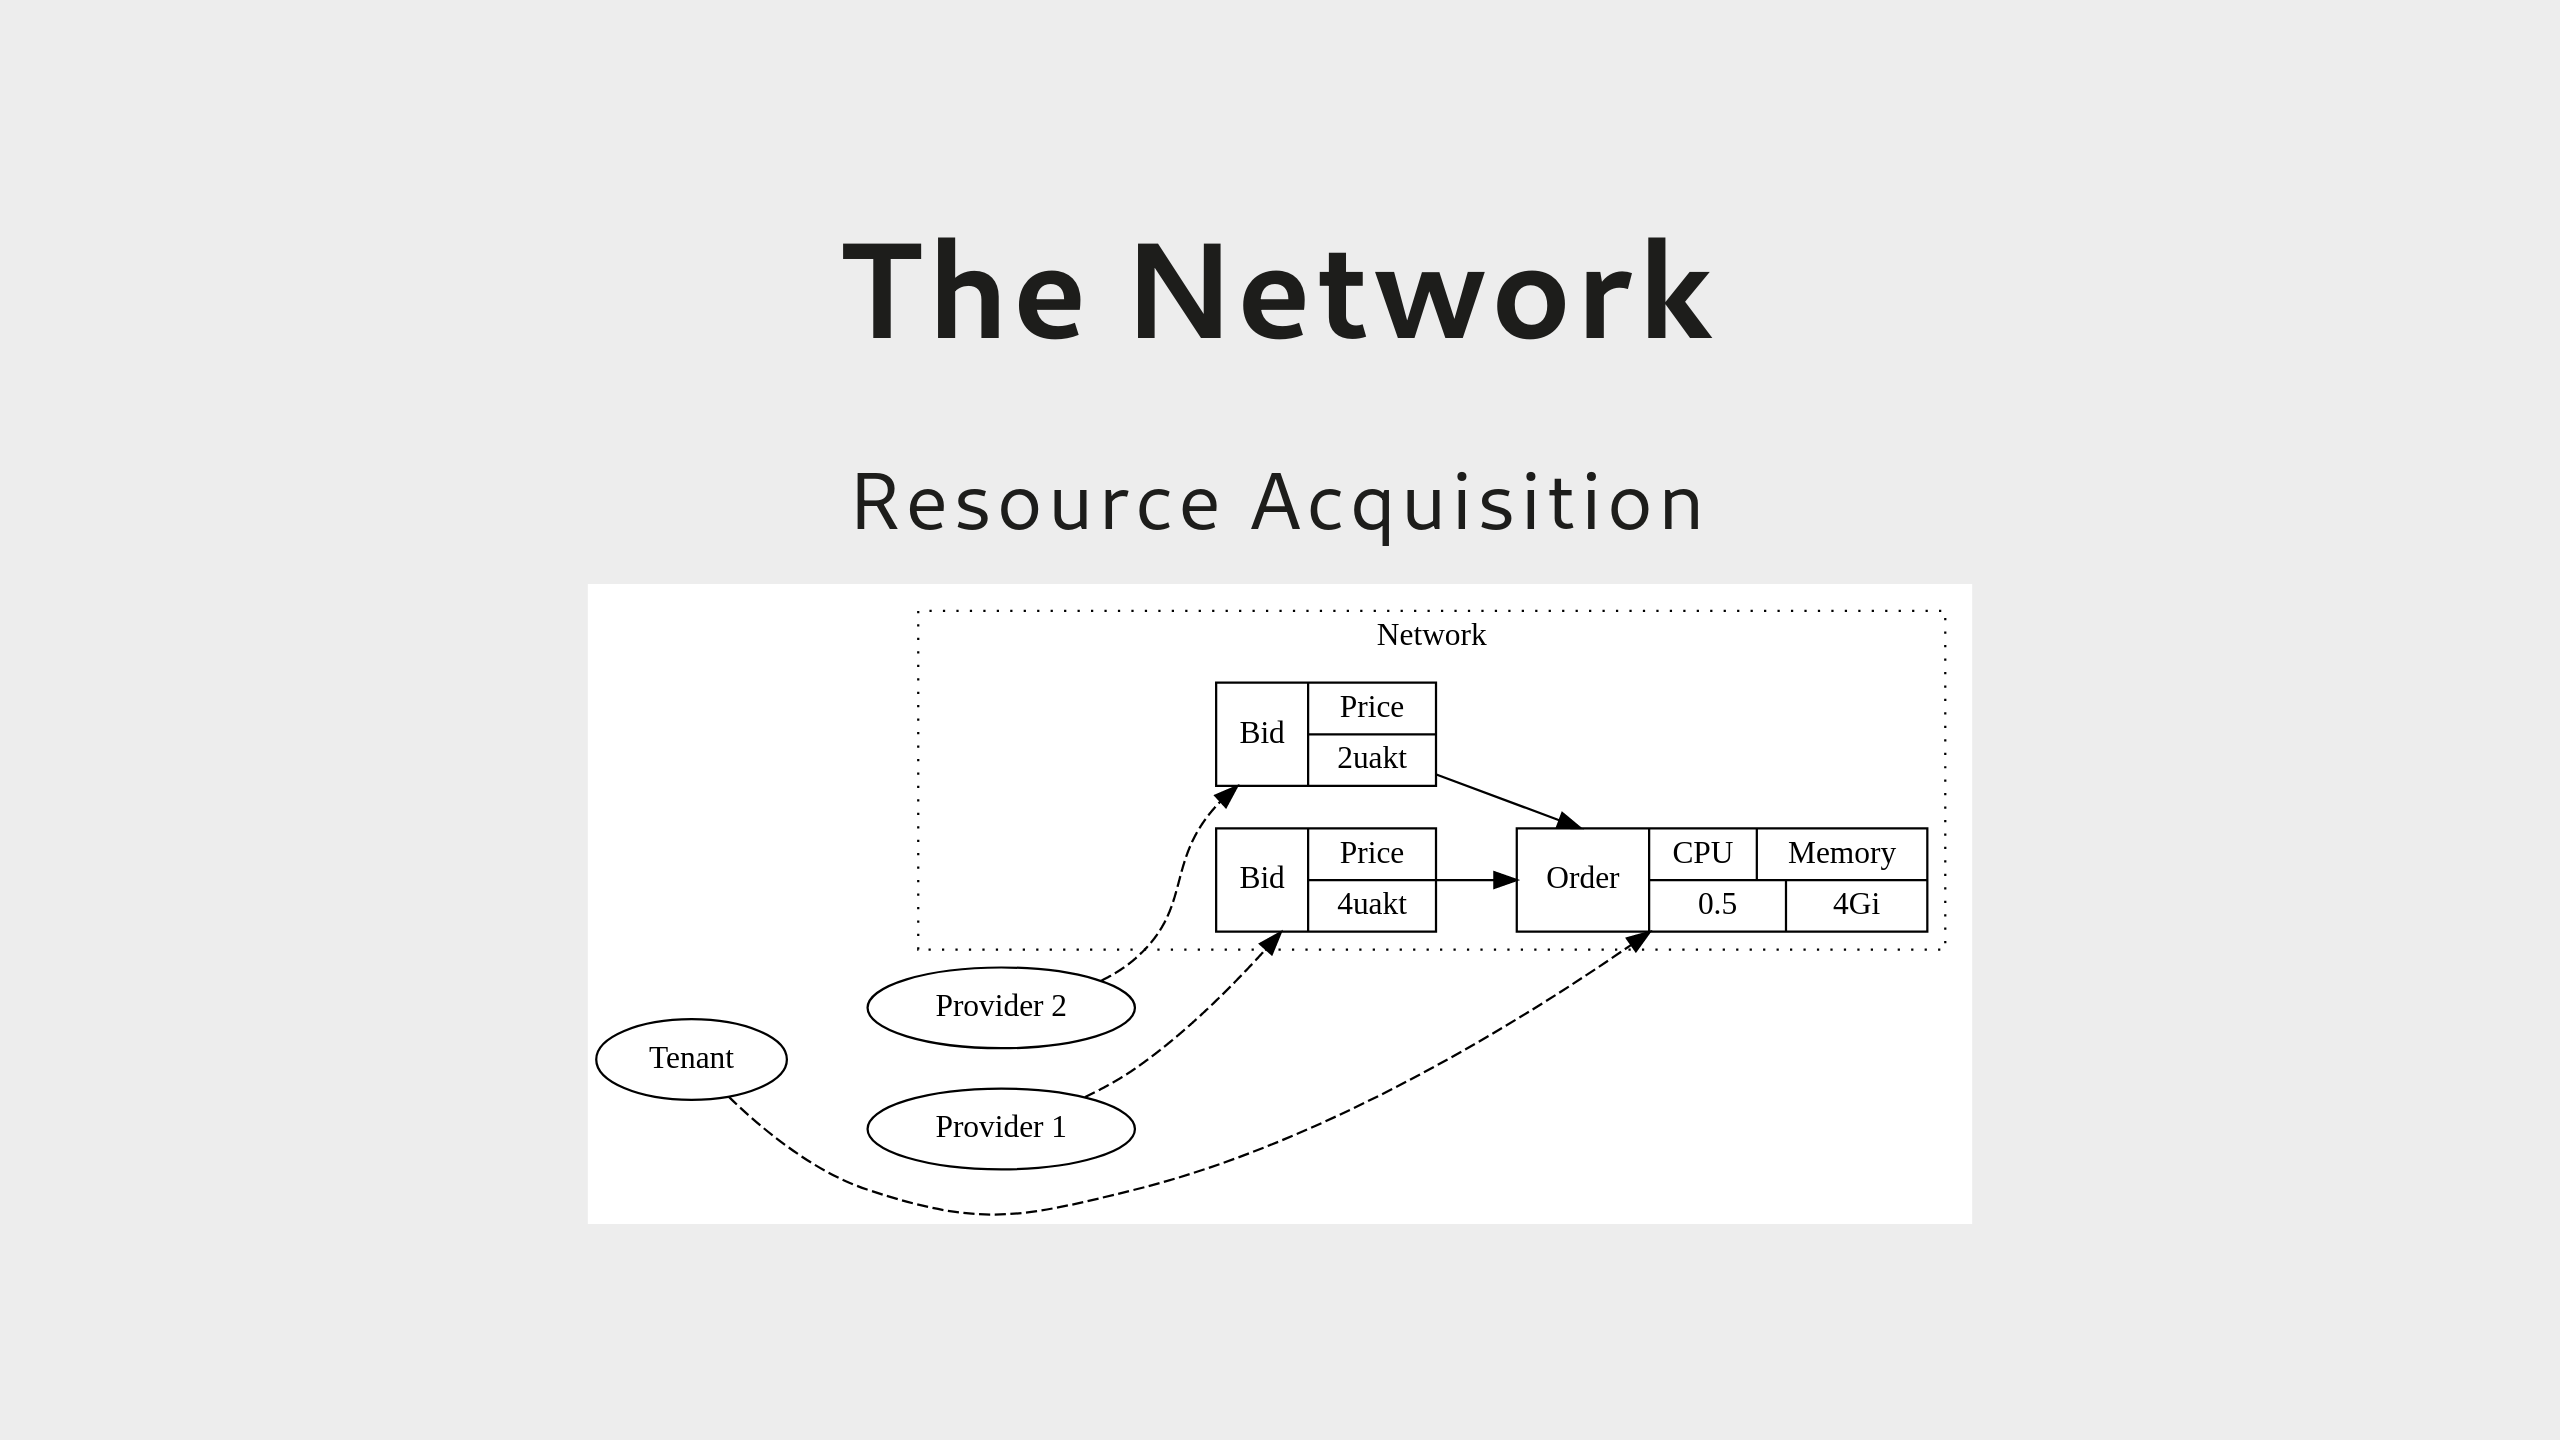 The Network
Resource Acquisition
Network
Bid
Price
2uakt
Bid
Price
4uakt
Order
CPU
Memory
0.5
4Gi
Provider 2
Tenant
Provider 1